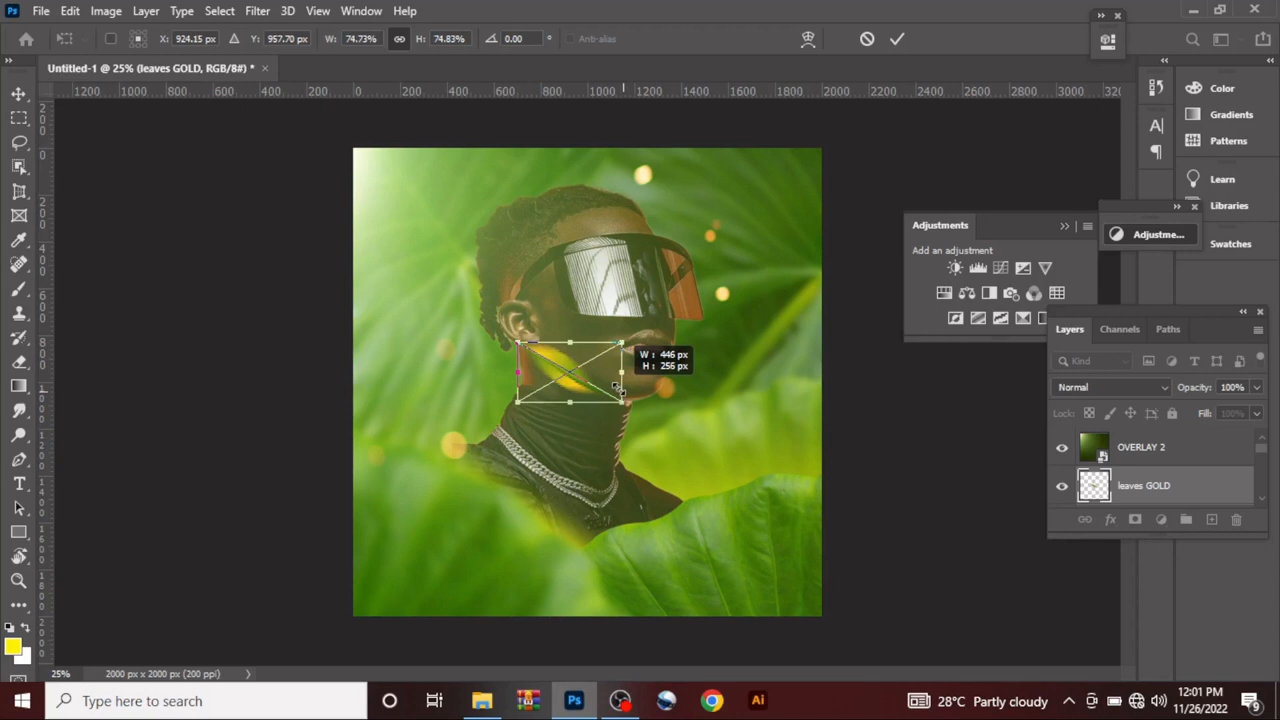 Ps File Edit Image Layer Type Select Filter 3D View Window Help
X: 924.15 px Y: 957.70 px W: 74.73% H: 74.83% 0.00 ° Anti-alias
Untitled-1 @ 25% (leaves GOLD, RGB/8#) * ×
1200 1000 800 600 400 200 0 200 400 600 800 1000 1200 1400 1600 1800 2000 2200 2400 2600 2800 3000
Color
Gradients
Patterns
Learn
Libraries
Swatches
Adjustments
Adjustme...
Add an adjustment
Layers Channels Paths
Kind
Normal Opacity: 100%
Lock: Fill: 100%
OVERLAY 2
leaves GOLD
W : 446 px
H : 256 px
25% 2000 px x 2000 px (200 ppi)
Type here to search
Ps Ai
28°C Partly cloudy
12:01 PM
11/26/2022
9